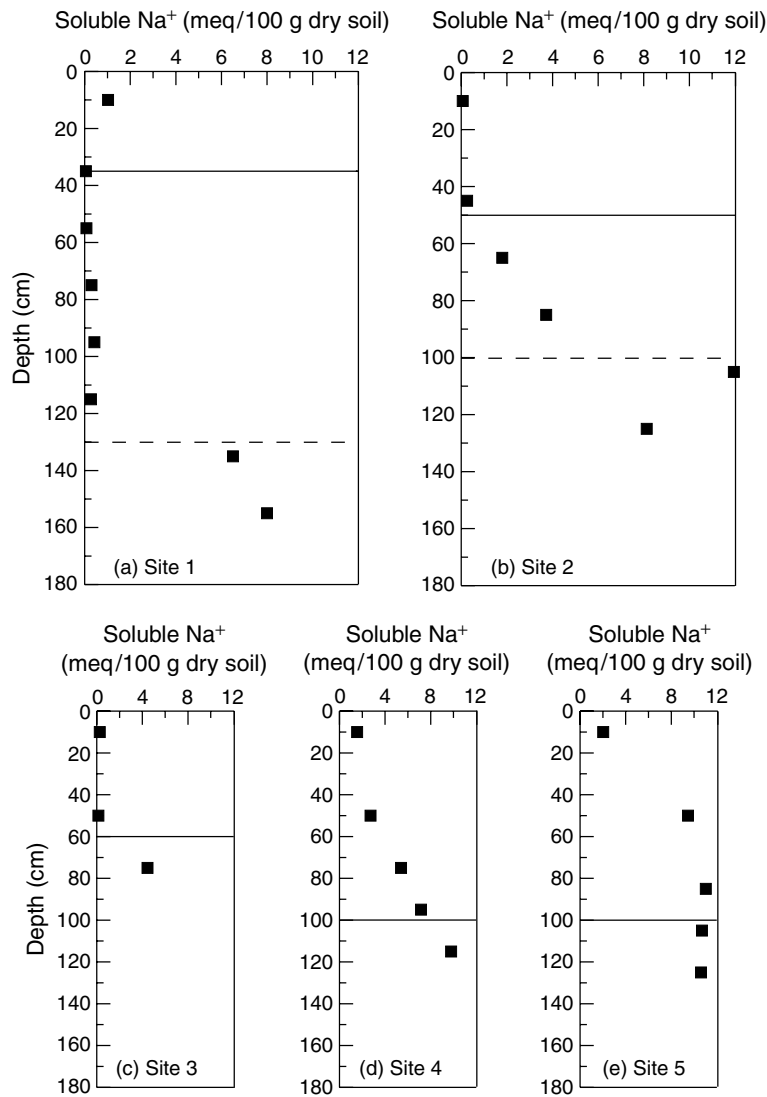 Soluble Na⁺ (meq/100 g dry soil)
0 2 4 6 8 10 12
0
20
40
60
80
100
120
140
160
180
Depth (cm)
(a) Site 1
Soluble Na⁺ (meq/100 g dry soil)
0 2 4 6 8 10 12
0
20
40
60
80
100
120
140
160
180
(b) Site 2
Soluble Na⁺
(meq/100 g dry soil)
0 4 8 12
0
20
40
60
80
100
120
140
160
180
Depth (cm)
(c) Site 3
Soluble Na⁺
(meq/100 g dry soil)
0 4 8 12
0
20
40
60
80
100
120
140
160
180
(d) Site 4
Soluble Na⁺
(meq/100 g dry soil)
0 4 8 12
0
20
40
60
80
100
120
140
160
180
(e) Site 5